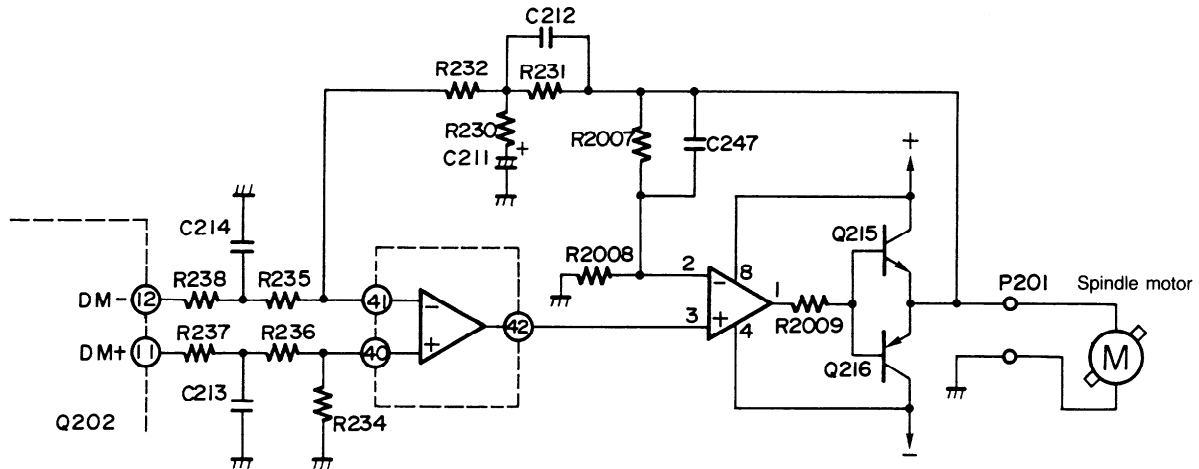 C212
R232
R231
R230
+
C211
R2007
C247
+
C214
Q215
R2008
2
8
DM-
12
R238
R235
41
−
−
1
P201
Spindle motor
R237
R236
42
3
+
R2009
DM+
11
40
+
4
M
C213
Q216
Q202
R234
−